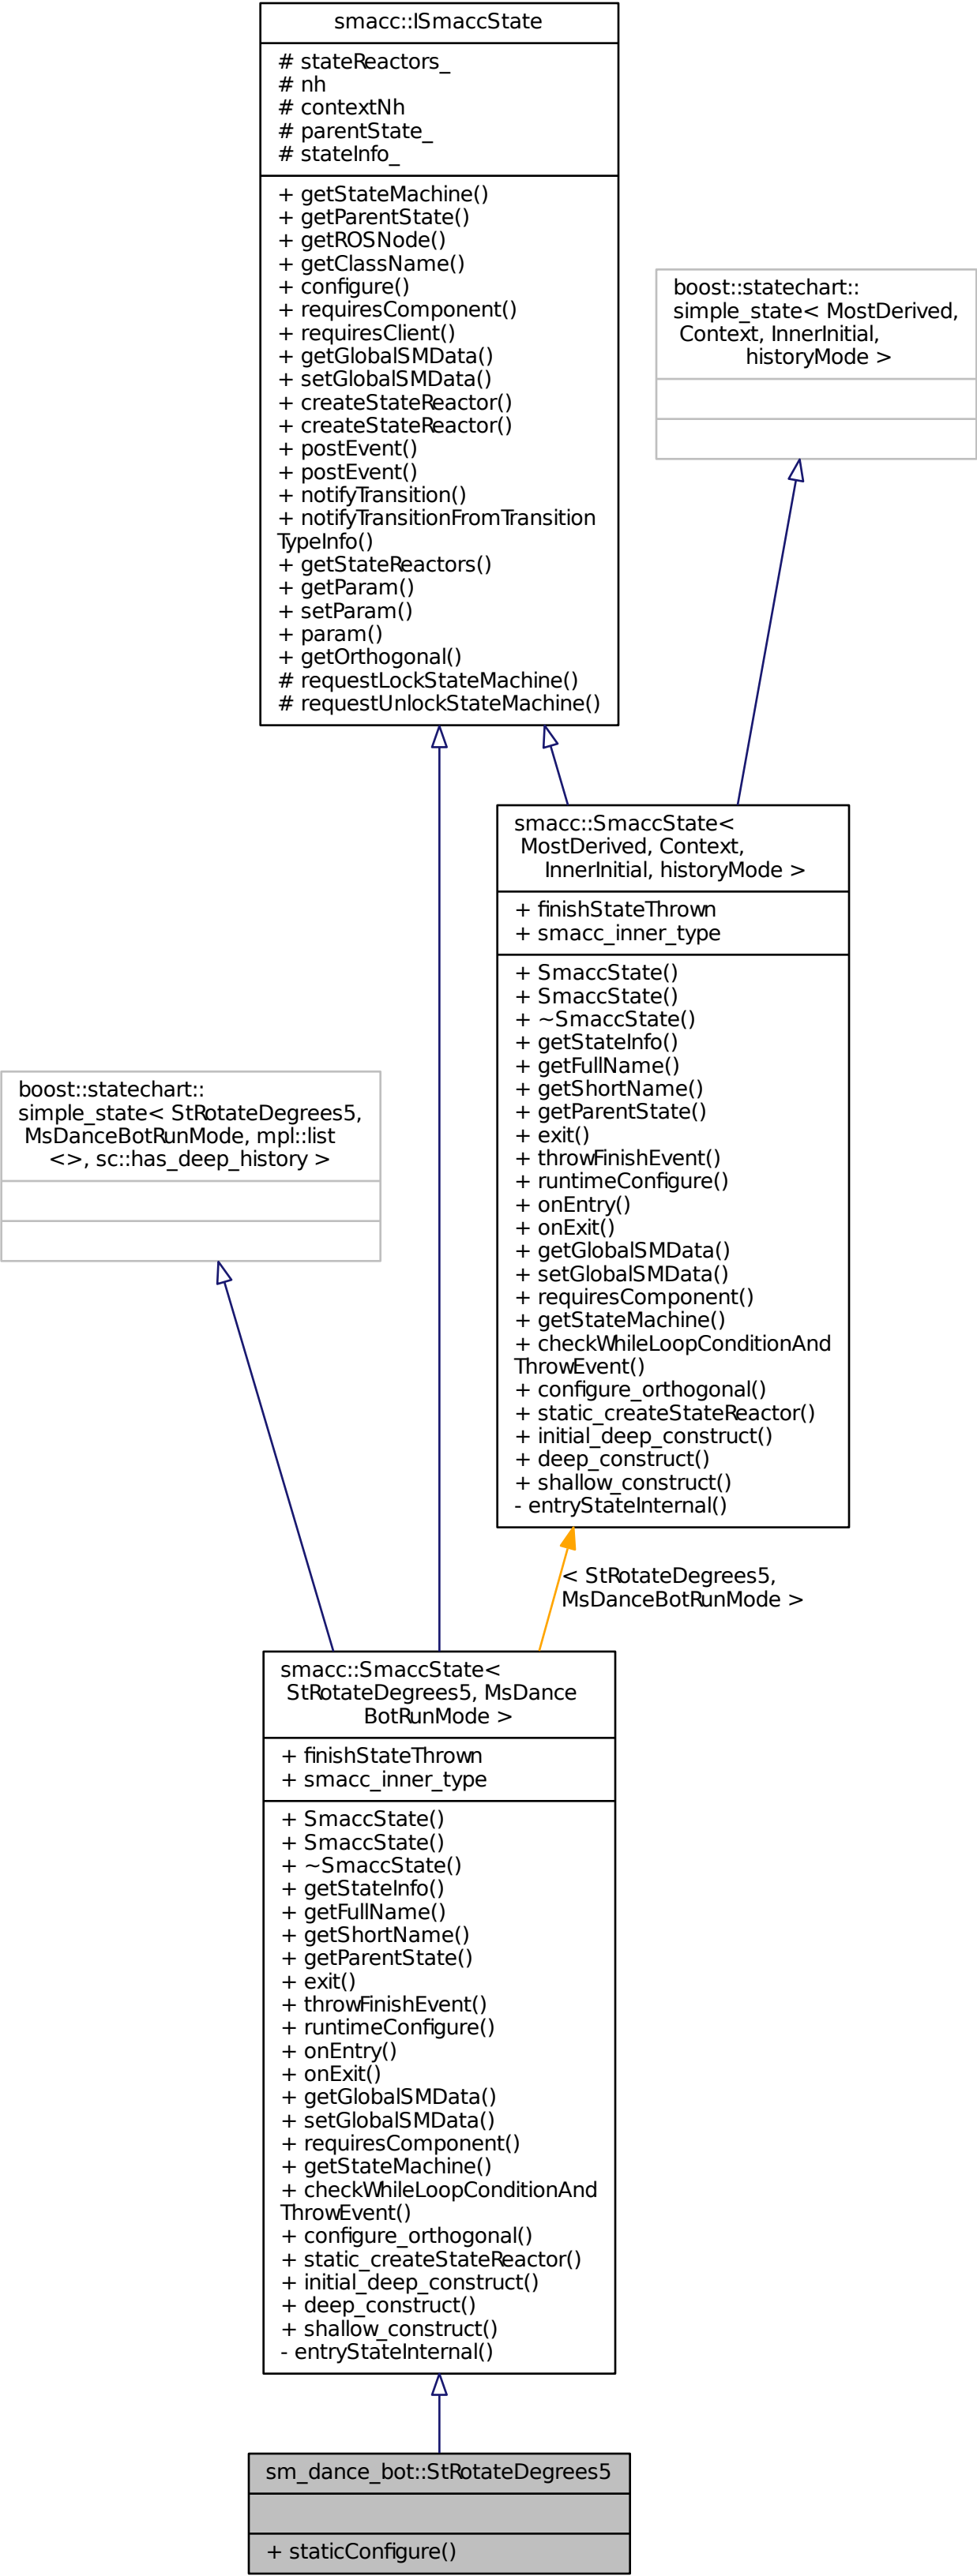 smacc::ISmaccState
# stateReactors_
# nh
# contextNh
# parentState_
# stateInfo_
+ getStateMachine()
+ getParentState()
+ getROSNode()
+ getClassName()
+ configure()
+ requiresComponent()
+ requiresClient()
+ getGlobalSMData()
+ setGlobalSMData()
+ createStateReactor()
+ createStateReactor()
+ postEvent()
+ postEvent()
+ notifyTransition()
+ notifyTransitionFromTransition
TypeInfo()
+ getStateReactors()
+ getParam()
+ setParam()
+ param()
+ getOrthogonal()
# requestLockStateMachine()
# requestUnlockStateMachine()
boost::statechart::
simple_state< MostDerived,
Context, InnerInitial,
historyMode >
smacc::SmaccState<
MostDerived, Context,
InnerInitial, historyMode >
+ finishStateThrown
+ smacc_inner_type
+ SmaccState()
+ SmaccState()
+ ~SmaccState()
+ getStateInfo()
+ getFullName()
+ getShortName()
+ getParentState()
+ exit()
+ throwFinishEvent()
+ runtimeConfigure()
+ onEntry()
+ onExit()
+ getGlobalSMData()
+ setGlobalSMData()
+ requiresComponent()
+ getStateMachine()
+ checkWhileLoopConditionAnd
ThrowEvent()
+ configure_orthogonal()
+ static_createStateReactor()
+ initial_deep_construct()
+ deep_construct()
+ shallow_construct()
- entryStateInternal()
boost::statechart::
simple_state< StRotateDegrees5,
MsDanceBotRunMode, mpl::list
<>, sc::has_deep_history >
< StRotateDegrees5,
MsDanceBotRunMode >
smacc::SmaccState<
StRotateDegrees5, MsDance
BotRunMode >
+ finishStateThrown
+ smacc_inner_type
+ SmaccState()
+ SmaccState()
+ ~SmaccState()
+ getStateInfo()
+ getFullName()
+ getShortName()
+ getParentState()
+ exit()
+ throwFinishEvent()
+ runtimeConfigure()
+ onEntry()
+ onExit()
+ getGlobalSMData()
+ setGlobalSMData()
+ requiresComponent()
+ getStateMachine()
+ checkWhileLoopConditionAnd
ThrowEvent()
+ configure_orthogonal()
+ static_createStateReactor()
+ initial_deep_construct()
+ deep_construct()
+ shallow_construct()
- entryStateInternal()
sm_dance_bot::StRotateDegrees5
+ staticConfigure()